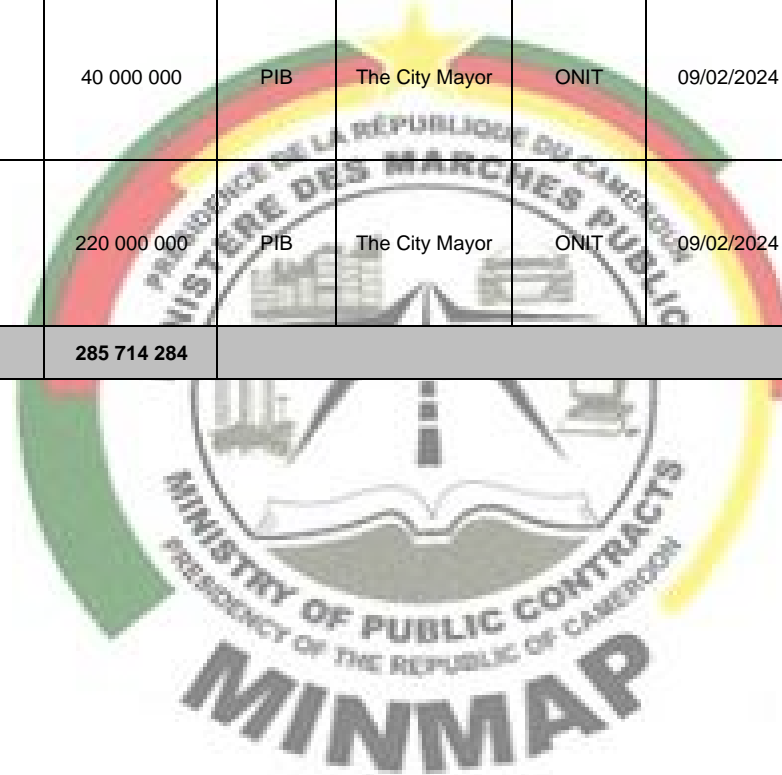 40 000 000 PIB The City Mayor ONIT 09/02/2024
220 000 000 PIB The City Mayor ONIT 09/02/2024
285 714 284
PRESIDENCE DE LA RÉPUBLIQUE DU CAMEROUN
MINISTERE DES MARCHES PUBLICS
MINISTRY OF PUBLIC CONTRACTS
PRESIDENCY OF THE REPUBLIC OF CAMEROON
MINMAP